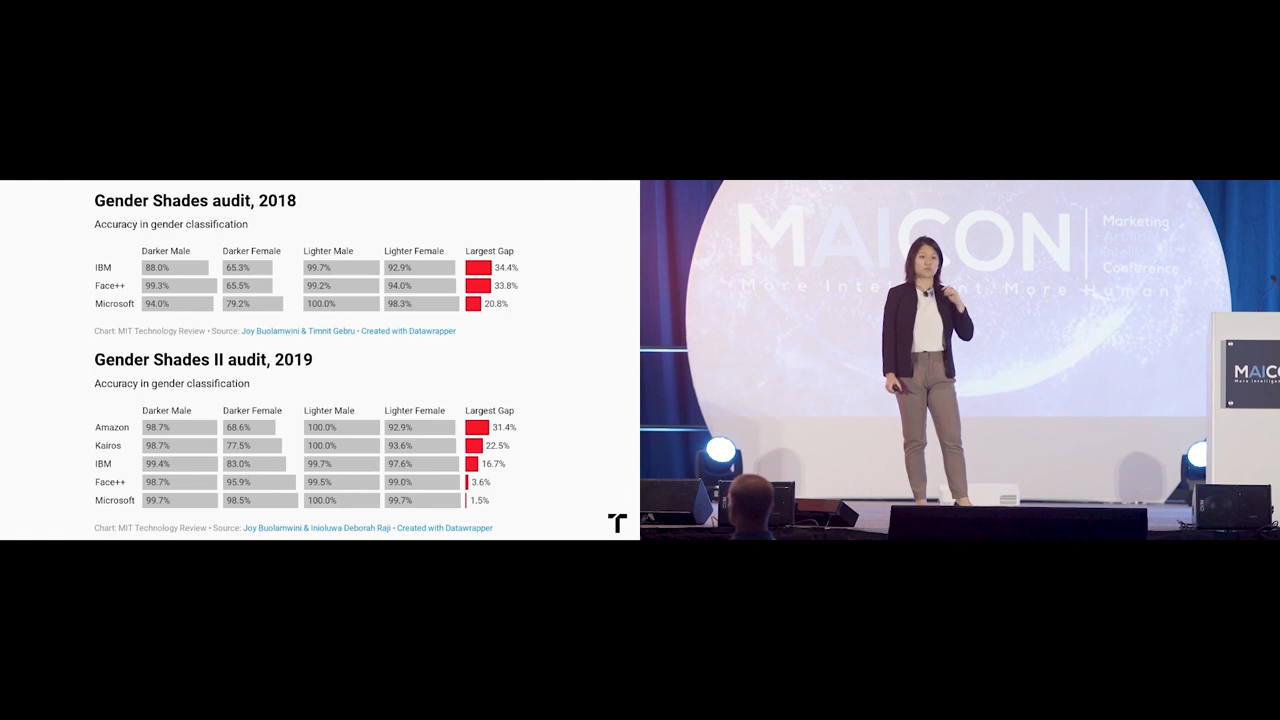 Gender Shades audit, 2018
Accuracy in gender classification
Darker Male Darker Female Lighter Male Lighter Female Largest Gap
IBM 88.0% 65.3% 99.7% 92.9% 34.4%
Face++ 99.3% 65.5% 99.2% 94.0% 33.8%
Microsoft 94.0% 79.2% 100.0% 98.3% 20.8%
Chart: MIT Technology Review • Source: Joy Buolamwini & Timnit Gebru • Created with Datawrapper
Gender Shades II audit, 2019
Accuracy in gender classification
Darker Male Darker Female Lighter Male Lighter Female Largest Gap
Amazon 98.7% 68.6% 100.0% 92.9% 31.4%
Kairos 98.7% 77.5% 100.0% 93.6% 22.5%
IBM 99.4% 83.0% 99.7% 97.6% 16.7%
Face++ 98.7% 95.9% 99.5% 99.0% 3.6%
Microsoft 99.7% 98.5% 100.0% 99.7% 1.5%
Chart: MIT Technology Review • Source: Joy Buolamwini & Inioluwa Deborah Raji • Created with Datawrapper
MAICON
Marketing
Artificial
Intelligence
Conference
More Intelligent. More Human
MAICO
More Intelligen